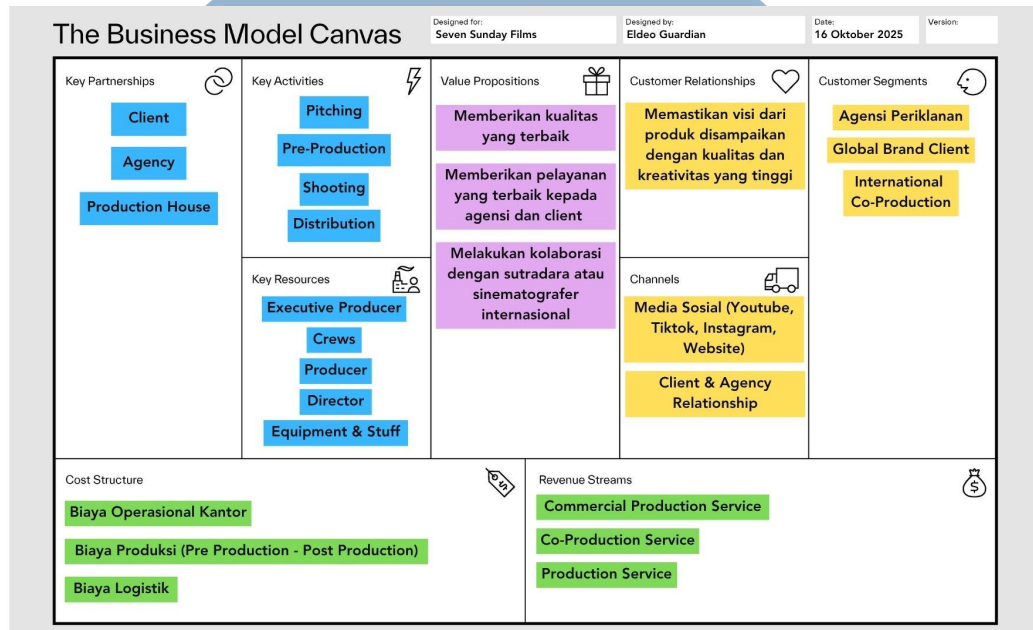 The Business Model Canvas
Designed for:
Seven Sunday Films
Designed by:
Eldeo Guardian
Date:
16 Oktober 2025
Version:
Key Partnerships
Client
Agency
Production House
Key Activities
Pitching
Pre-Production
Shooting
Distribution
Key Resources
Executive Producer
Crews
Producer
Director
Equipment & Stuff
Value Propositions
Memberikan kualitas
yang terbaik
Memberikan pelayanan
yang terbaik kepada
agensi dan client
Melakukan kolaborasi
dengan sutradara atau
sinematografer
internasional
Customer Relationships
Memastikan visi dari
produk disampaikan
dengan kualitas dan
kreativitas yang tinggi
Channels
Media Sosial (Youtube,
Tiktok, Instagram,
Website)
Client & Agency
Relationship
Customer Segments
Agensi Periklanan
Global Brand Client
International
Co-Production
Cost Structure
Biaya Operasional Kantor
Biaya Produksi (Pre Production - Post Production)
Biaya Logistik
Revenue Streams
Commercial Production Service
Co-Production Service
Production Service